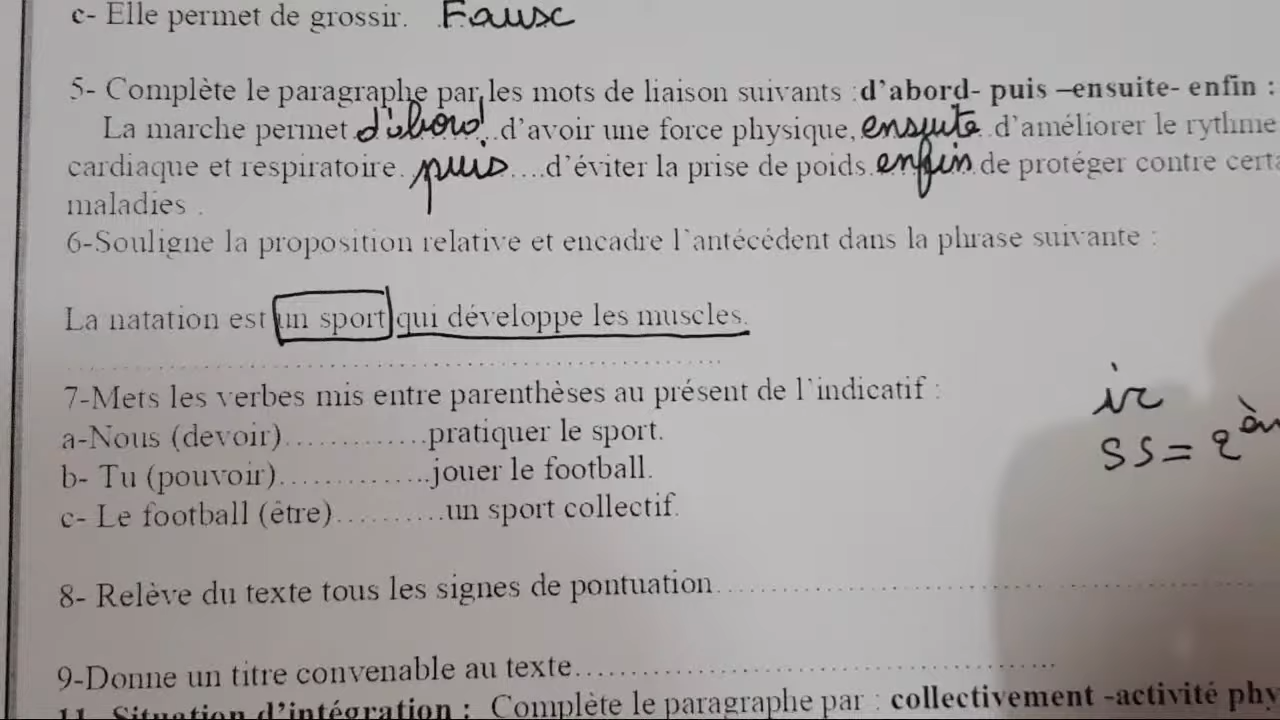 c- Elle permet de grossir. Fausse
5- Complète le paragraphe par les mots de liaison suivants :d'abord- puis –ensuite- enfin :
La marche permet d'abord d'avoir une force physique, ensuite d'améliorer le rythme
cardiaque et respiratoire. puis....d'éviter la prise de poids. enfin de protéger contre
maladies .
6-Souligne la proposition relative et encadre l'antécédent dans la phrase suivante :
La natation est un sport qui développe les muscles.
7-Mets les verbes mis entre parenthèses au présent de l'indicatif :
ir
a-Nous (devoir).............pratiquer le sport.
SS = 2
b- Tu (pouvoir)..............jouer le football.
c- Le football (être)..........un sport collectif.
8- Relève du texte tous les signes de pontuation..........
9-Donne un titre convenable au texte..........
11. Situation d'intégration : Complète le paragraphe par : collectivement -activité